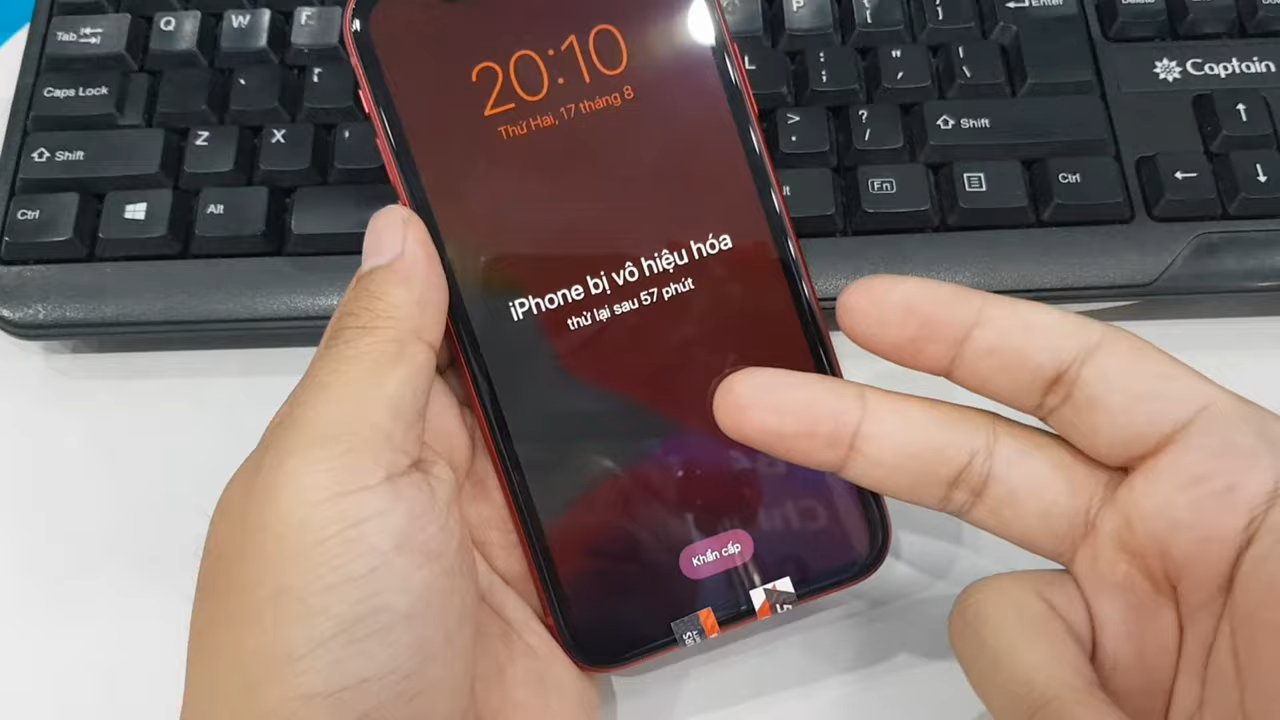 Tab
Q
W
Enter
P
Caps Lock
L
:
;
"
'
Captain
Shift
Z
X
>
.
?
/
Shift
Ctrl
Alt
Fn
Ctrl
20:10
Thứ Hai, 17 tháng 8
iPhone bị vô hiệu hóa
thử lại sau 57 phút
Khẩn cấp